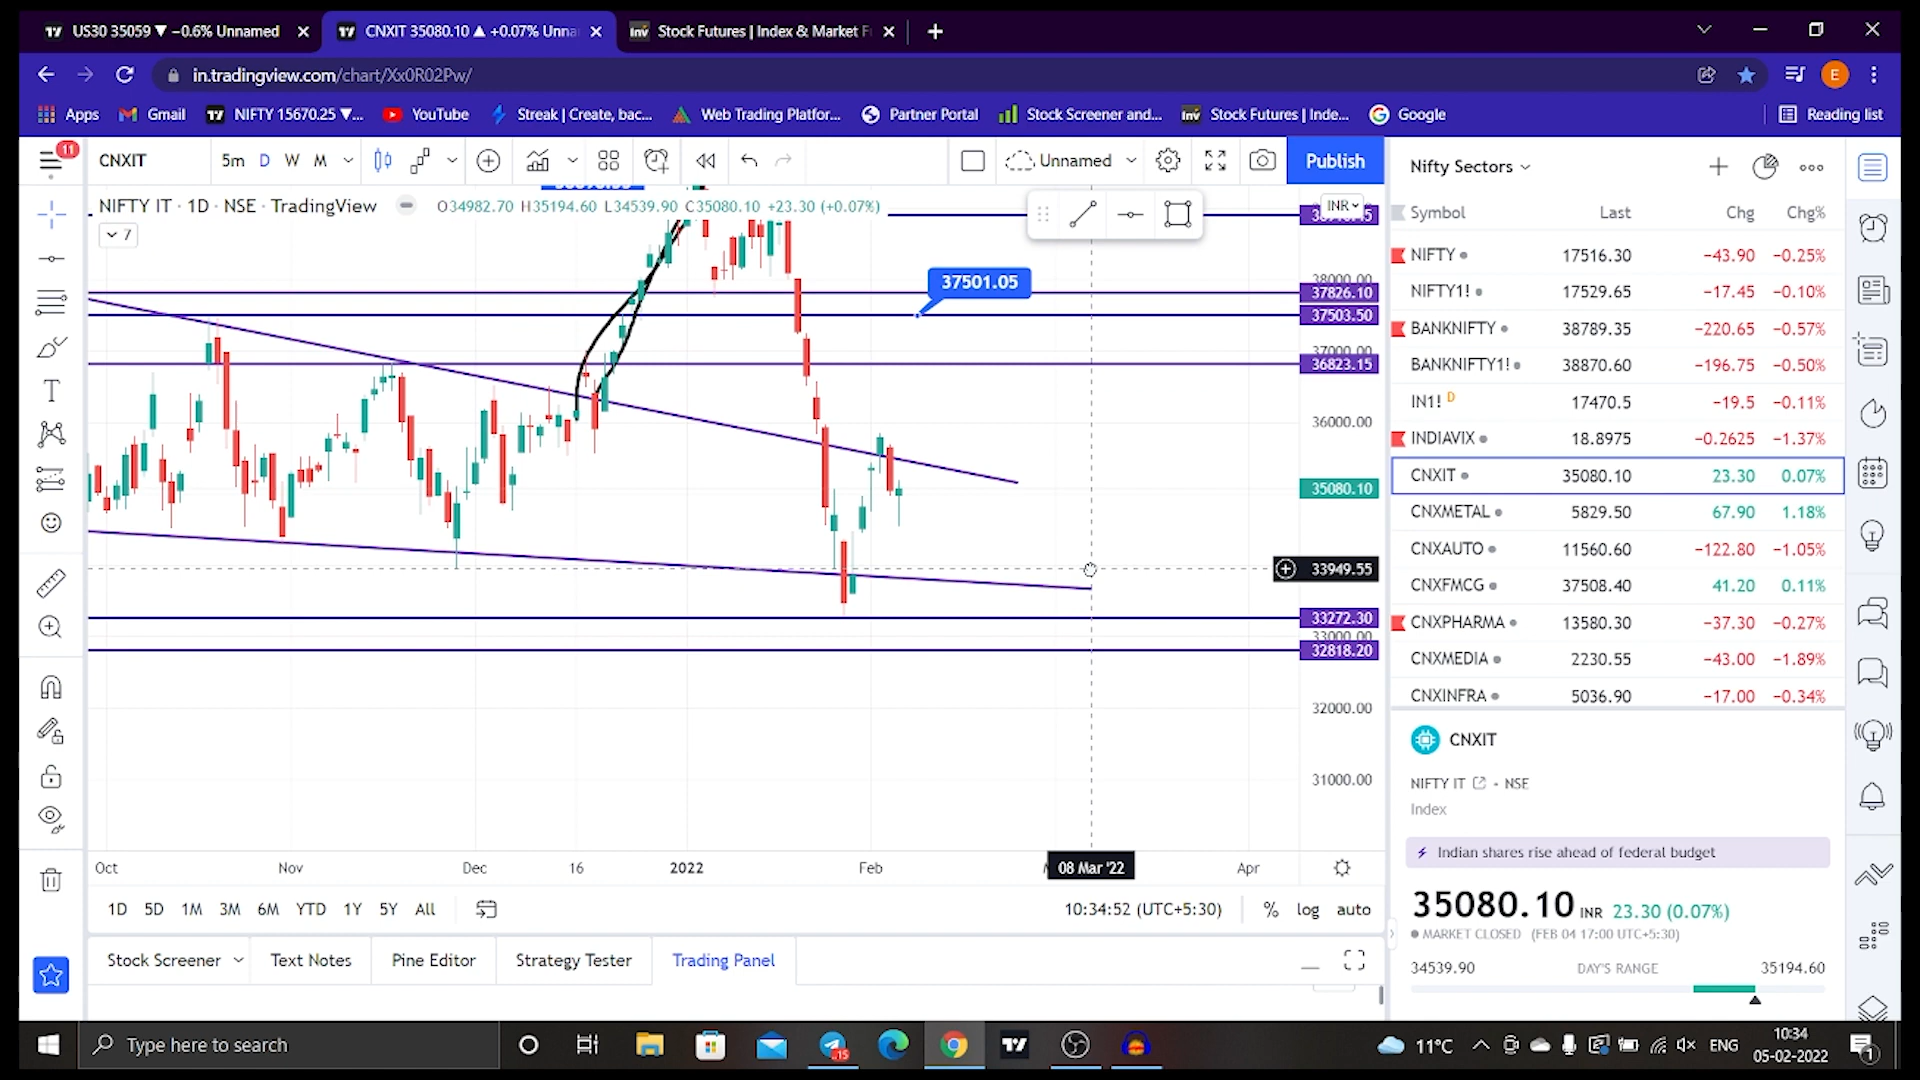 US30 35059 ▼ −0.6% Unnamed
CNXIT 35080.10 ▲ +0.07% Unna
Stock Futures | Index & Market F
in.tradingview.com/chart/Xx0R02Pw/
E
Apps
Gmail
NIFTY 15670.25 ▼...
YouTube
Streak | Create, bac...
Web Trading Platfor...
Partner Portal
Stock Screener and...
Stock Futures | Inde...
Google
Reading list
11
CNXIT
5m D W M
Unnamed
Publish
NIFTY IT · 1D · NSE · TradingView
O34982.70 H35194.60 L34539.90 C35080.10 +23.30 (+0.07%)
7
INR
38000.00
37826.10
37501.05
37503.50
37000.00
36823.15
36000.00
35080.10
33949.55
33272.30
33000.00
32818.20
32000.00
31000.00
Oct Nov Dec 16 2022 Feb 08 Mar '22 Apr
1D 5D 1M 3M 6M YTD 1Y 5Y All
10:34:52 (UTC+5:30)
% log auto
Stock Screener
Text Notes
Pine Editor
Strategy Tester
Trading Panel
Nifty Sectors
Symbol Last Chg Chg%
NIFTY 17516.30 −43.90 −0.25%
NIFTY1! 17529.65 −17.45 −0.10%
BANKNIFTY 38789.35 −220.65 −0.57%
BANKNIFTY1! 38870.60 −196.75 −0.50%
IN1! D 17470.5 −19.5 −0.11%
INDIAVIX 18.8975 −0.2625 −1.37%
CNXIT 35080.10 23.30 0.07%
CNXMETAL 5829.50 67.90 1.18%
CNXAUTO 11560.60 −122.80 −1.05%
CNXFMCG 37508.40 41.20 0.11%
CNXPHARMA 13580.30 −37.30 −0.27%
CNXMEDIA 2230.55 −43.00 −1.89%
CNXINFRA 5036.90 −17.00 −0.34%
CNXIT
NIFTY IT - NSE
Index
Indian shares rise ahead of federal budget
35080.10 INR 23.30 (0.07%)
MARKET CLOSED (FEB 04 17:00 UTC+5:30)
34539.90 DAY'S RANGE 35194.60
Type here to search
15
11°C
ENG
10:34
05-02-2022
1